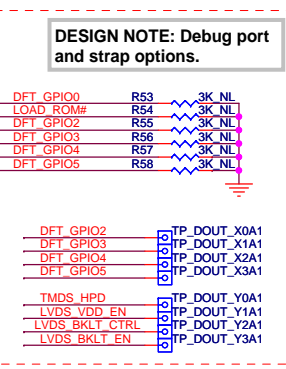 DESIGN NOTE: Debug port
and strap options.
DFT_GPIO0 R53 3K_NL
LOAD_ROM# R54 3K_NL
DFT_GPIO2 R55 3K_NL
DFT_GPIO3 R56 3K_NL
DFT_GPIO4 R57 3K_NL
DFT_GPIO5 R58 3K_NL
DFT_GPIO2 TP_DOUT_X0A1
DFT_GPIO3 TP_DOUT_X1A1
DFT_GPIO4 TP_DOUT_X2A1
DFT_GPIO5 TP_DOUT_X3A1
TMDS_HPD TP_DOUT_Y0A1
LVDS_VDD_EN TP_DOUT_Y1A1
LVDS_BKLT_CTRL TP_DOUT_Y2A1
LVDS_BKLT_EN TP_DOUT_Y3A1